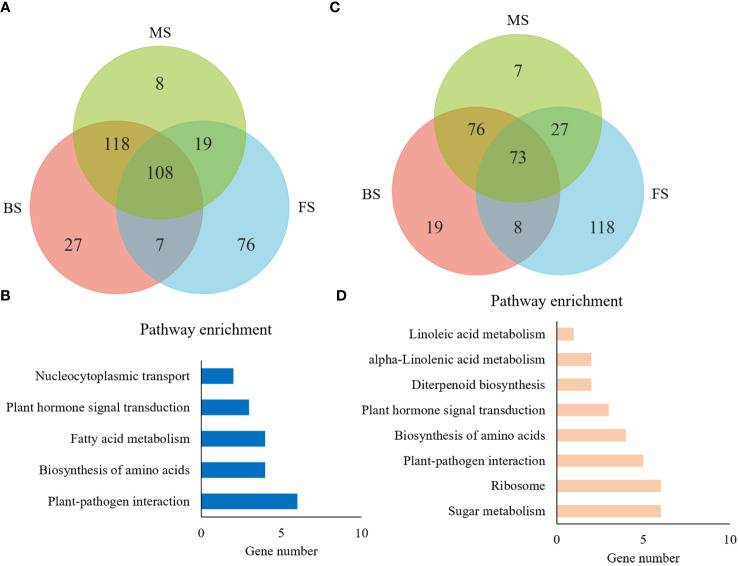 A
MS
8
118
19
108
BS
FS
27
7
76
B
Pathway enrichment
Nucleocytoplasmic transport
Plant hormone signal transduction
Fatty acid metabolism
Biosynthesis of amino acids
Plant-pathogen interaction
0
5
10
Gene number
C
MS
7
76
27
73
BS
FS
19
8
118
D
Pathway enrichment
Linoleic acid metabolism
alpha-Linolenic acid metabolism
Diterpenoid biosynthesis
Plant hormone signal transduction
Biosynthesis of amino acids
Plant-pathogen interaction
Ribosome
Sugar metabolism
0
5
10
Gene number